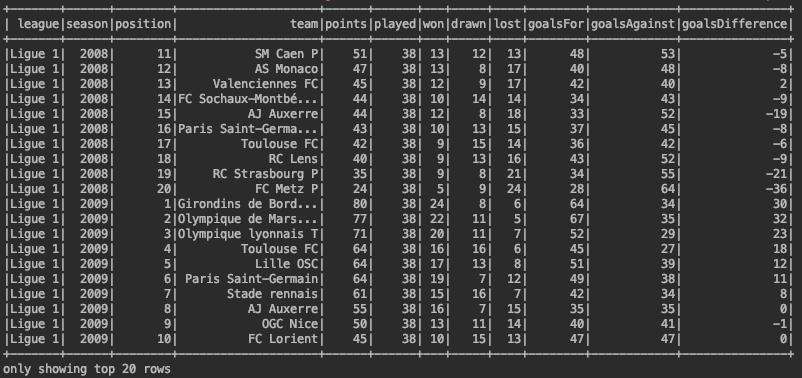 +-------+------+--------+--------------------+------+------+---+-----+----+--------+------------+---------------+
| league|season|position|                team|points|played|won|drawn|lost|goalsFor|goalsAgainst|goalsDifference|
+-------+------+--------+--------------------+------+------+---+-----+----+--------+------------+---------------+
|Ligue 1|  2008|      11|           SM Caen P|    51|    38| 13|   12|  13|      48|          53|             -5|
|Ligue 1|  2008|      12|           AS Monaco|    47|    38| 13|    8|  17|      40|          48|             -8|
|Ligue 1|  2008|      13|     Valenciennes FC|    45|    38| 12|    9|  17|      42|          40|              2|
|Ligue 1|  2008|      14|FC Sochaux-Montbé...|    44|    38| 10|   14|  14|      34|          43|             -9|
|Ligue 1|  2008|      15|          AJ Auxerre|    44|    38| 12|    8|  18|      33|          52|            -19|
|Ligue 1|  2008|      16|Paris Saint-Germa...|    43|    38| 10|   13|  15|      37|          45|             -8|
|Ligue 1|  2008|      17|         Toulouse FC|    42|    38|  9|   15|  14|      36|          42|             -6|
|Ligue 1|  2008|      18|             RC Lens|    40|    38|  9|   13|  16|      43|          52|             -9|
|Ligue 1|  2008|      19|     RC Strasbourg P|    35|    38|  9|    8|  21|      34|          55|            -21|
|Ligue 1|  2008|      20|           FC Metz P|    24|    38|  5|    9|  24|      28|          64|            -36|
|Ligue 1|  2009|       1|Girondins de Bord...|    80|    38| 24|    8|   6|      64|          34|             30|
|Ligue 1|  2009|       2|Olympique de Mars...|    77|    38| 22|   11|   5|      67|          35|             32|
|Ligue 1|  2009|       3|Olympique lyonnais T|    71|    38| 20|   11|   7|      52|          29|             23|
|Ligue 1|  2009|       4|         Toulouse FC|    64|    38| 16|   16|   6|      45|          27|             18|
|Ligue 1|  2009|       5|           Lille OSC|    64|    38| 17|   13|   8|      51|          39|             12|
|Ligue 1|  2009|       6| Paris Saint-Germain|    64|    38| 19|    7|  12|      49|          38|             11|
|Ligue 1|  2009|       7|       Stade rennais|    61|    38| 15|   16|   7|      42|          34|              8|
|Ligue 1|  2009|       8|          AJ Auxerre|    55|    38| 16|    7|  15|      35|          35|              0|
|Ligue 1|  2009|       9|            OGC Nice|    50|    38| 13|   11|  14|      40|          41|             -1|
|Ligue 1|  2009|      10|          FC Lorient|    45|    38| 10|   15|  13|      47|          47|              0|
+-------+------+--------+--------------------+------+------+---+-----+----+--------+------------+---------------+
only showing top 20 rows